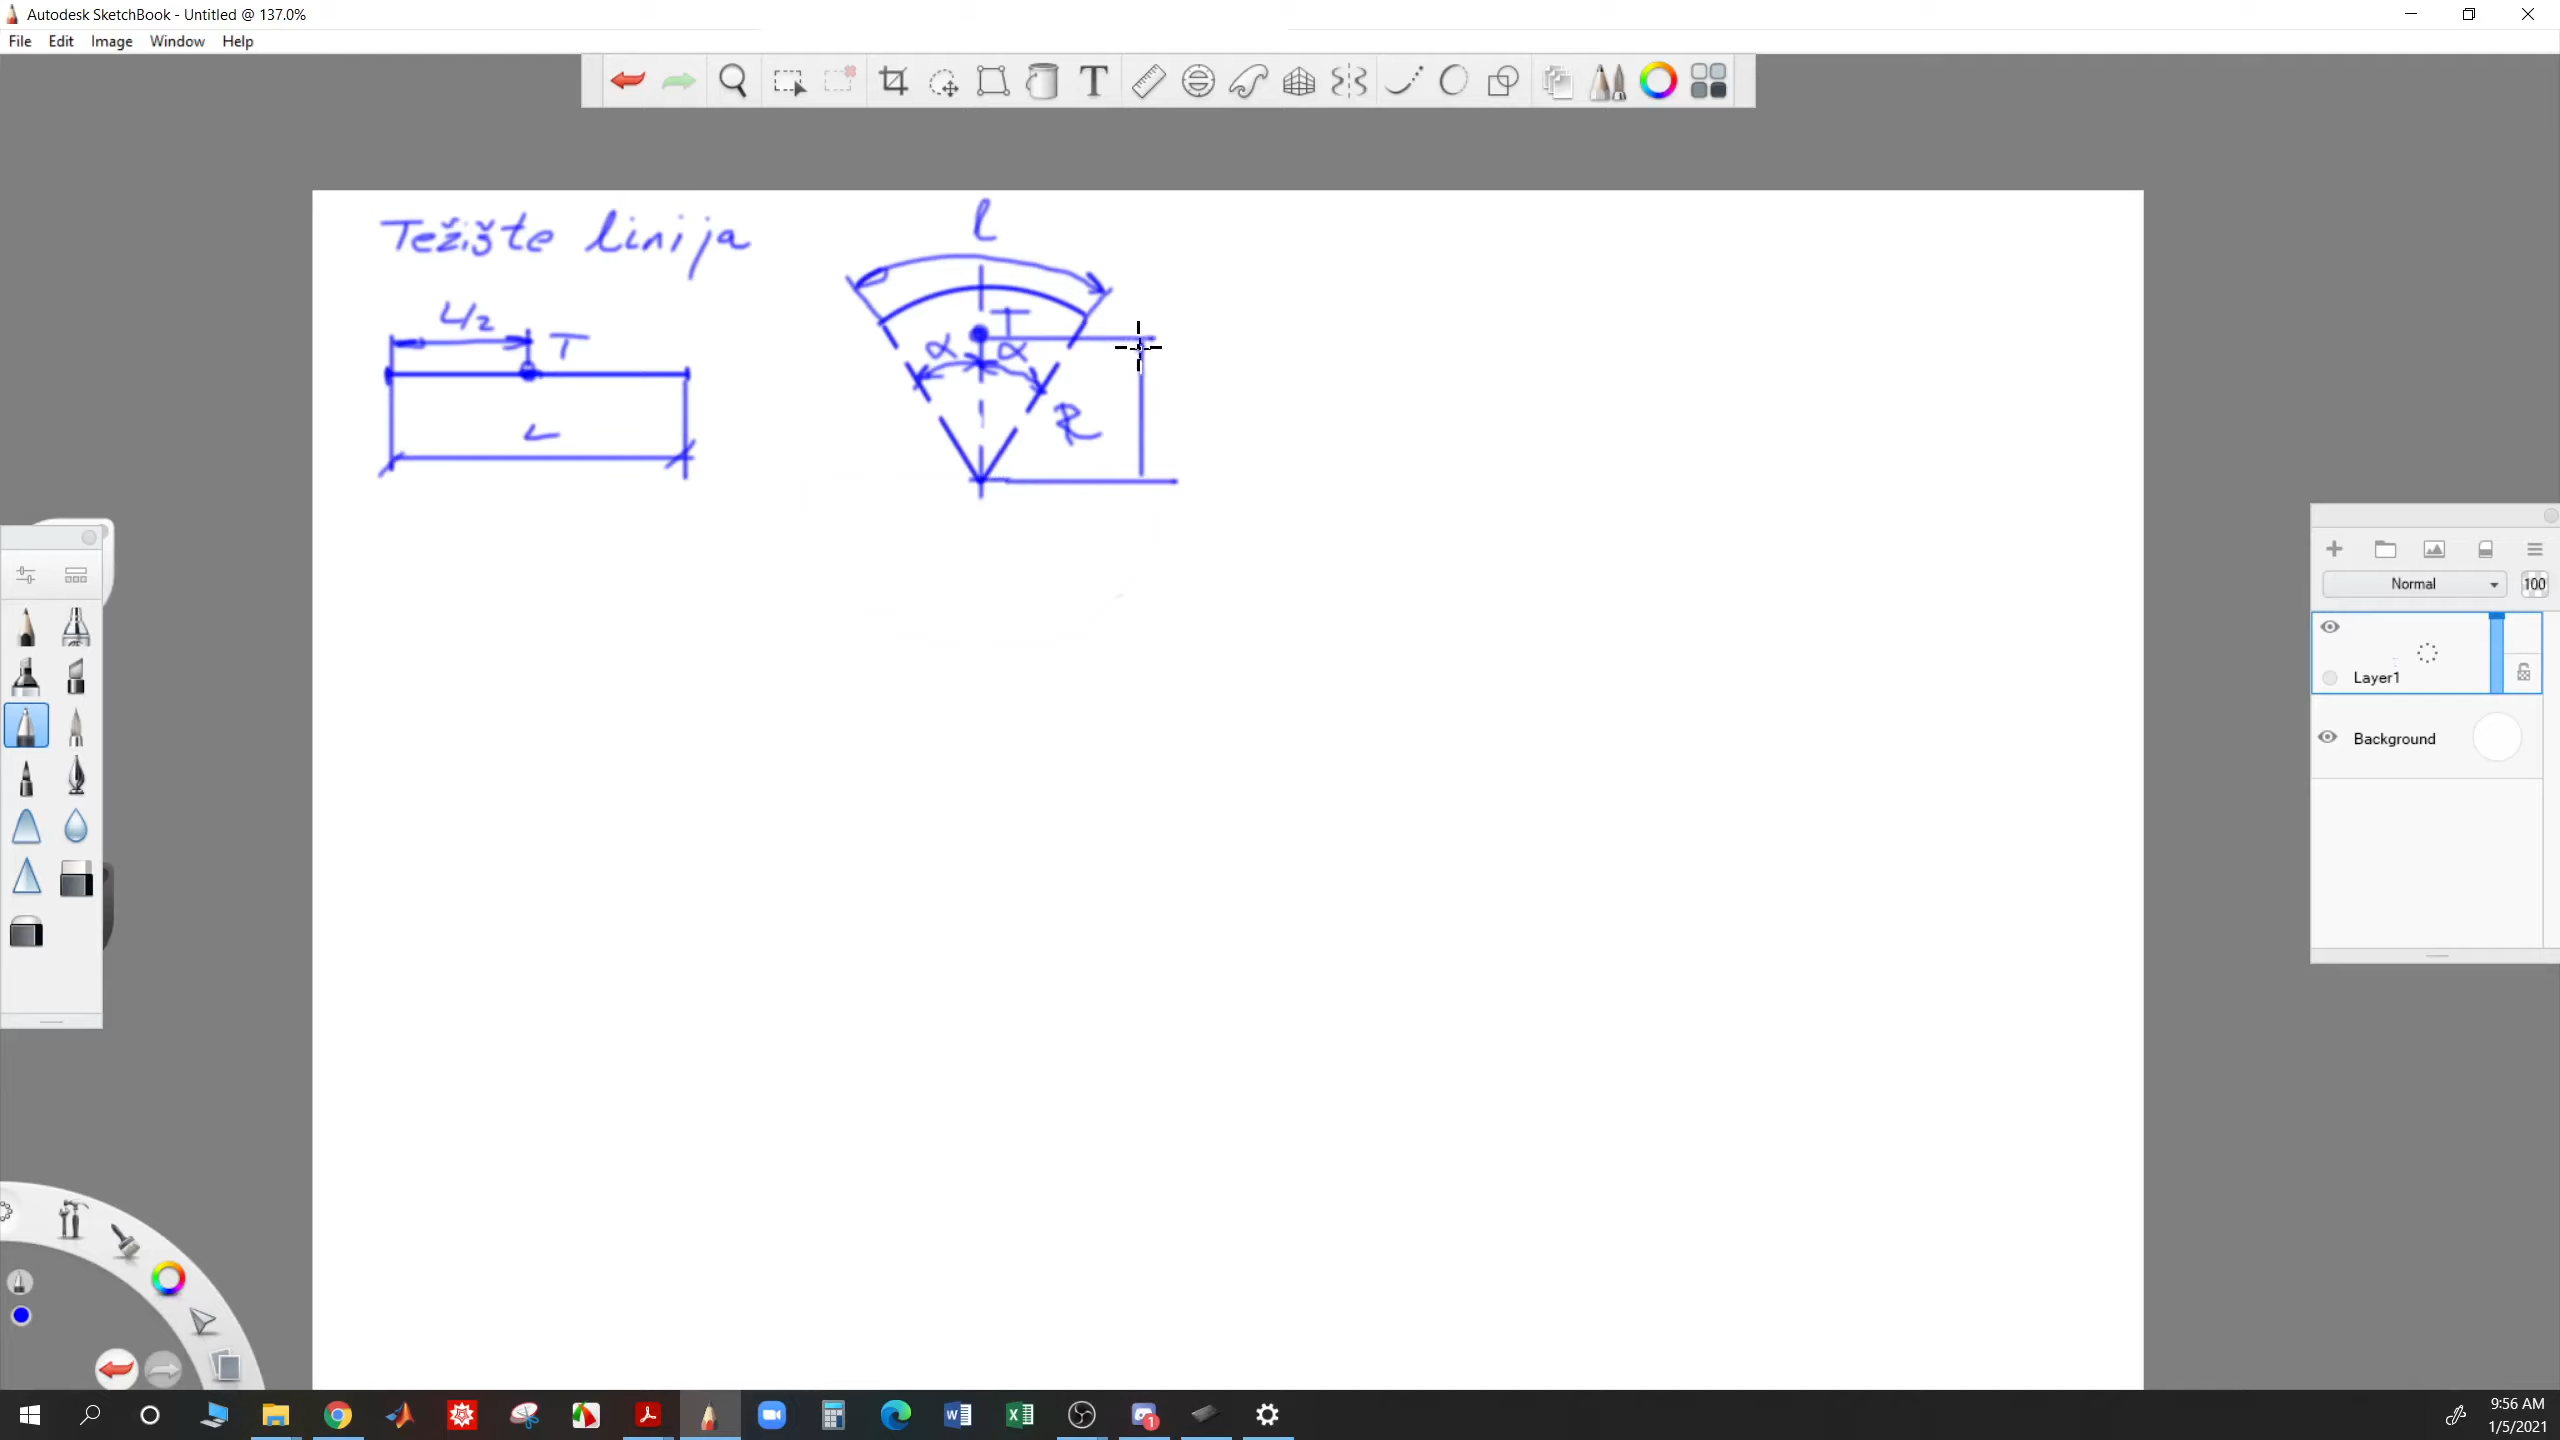 Autodesk SketchBook - Untitled @ 137.0%
File Edit Image Window Help
T
Težište linija
l
L/2
T
T
α
α
L
R
Normal
100
Layer1
Background
1
9:56 AM
1/5/2021